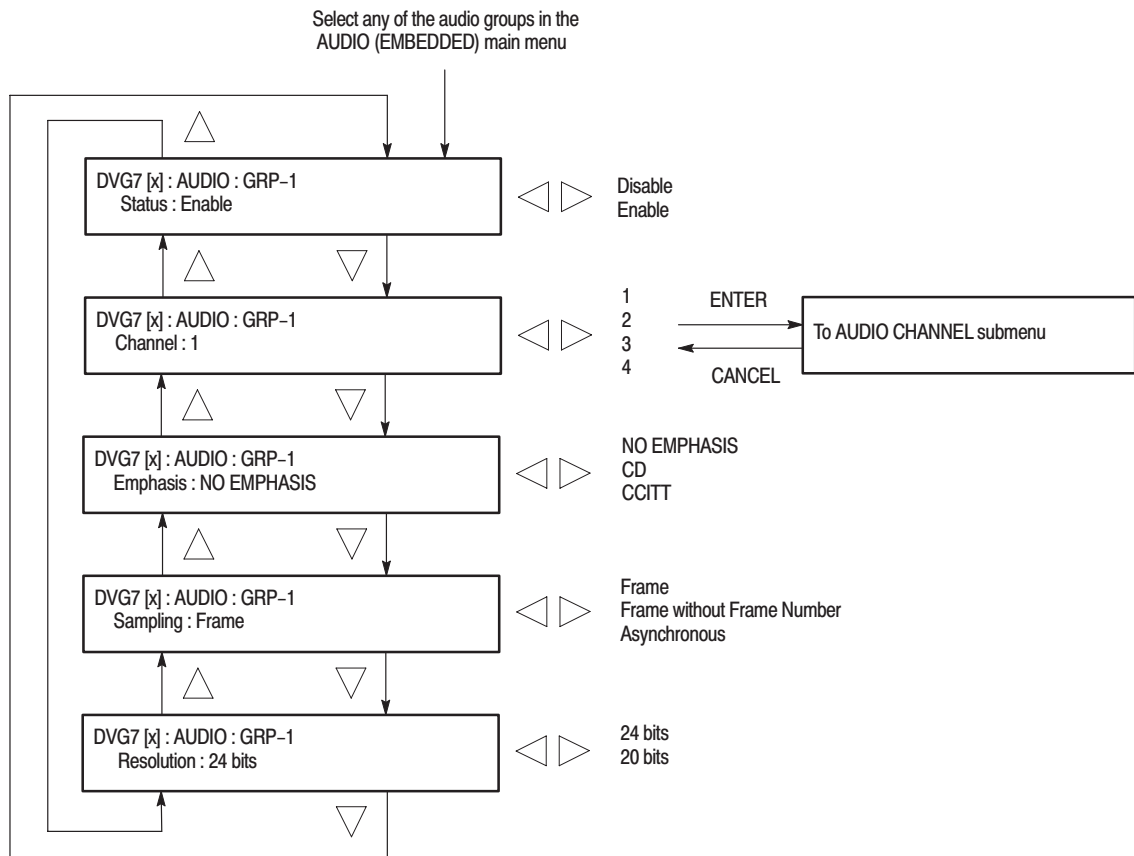 Select any of the audio groups in the
AUDIO (EMBEDDED) main menu
DVG7 [x] : AUDIO : GRP–1
Status : Enable
Disable
Enable
DVG7 [x] : AUDIO : GRP–1
Channel : 1
1
2
3
4
ENTER
CANCEL
To AUDIO CHANNEL submenu
DVG7 [x] : AUDIO : GRP–1
Emphasis : NO EMPHASIS
NO EMPHASIS
CD
CCITT
DVG7 [x] : AUDIO : GRP–1
Sampling : Frame
Frame
Frame without Frame Number
Asynchronous
DVG7 [x] : AUDIO : GRP–1
Resolution : 24 bits
24 bits
20 bits